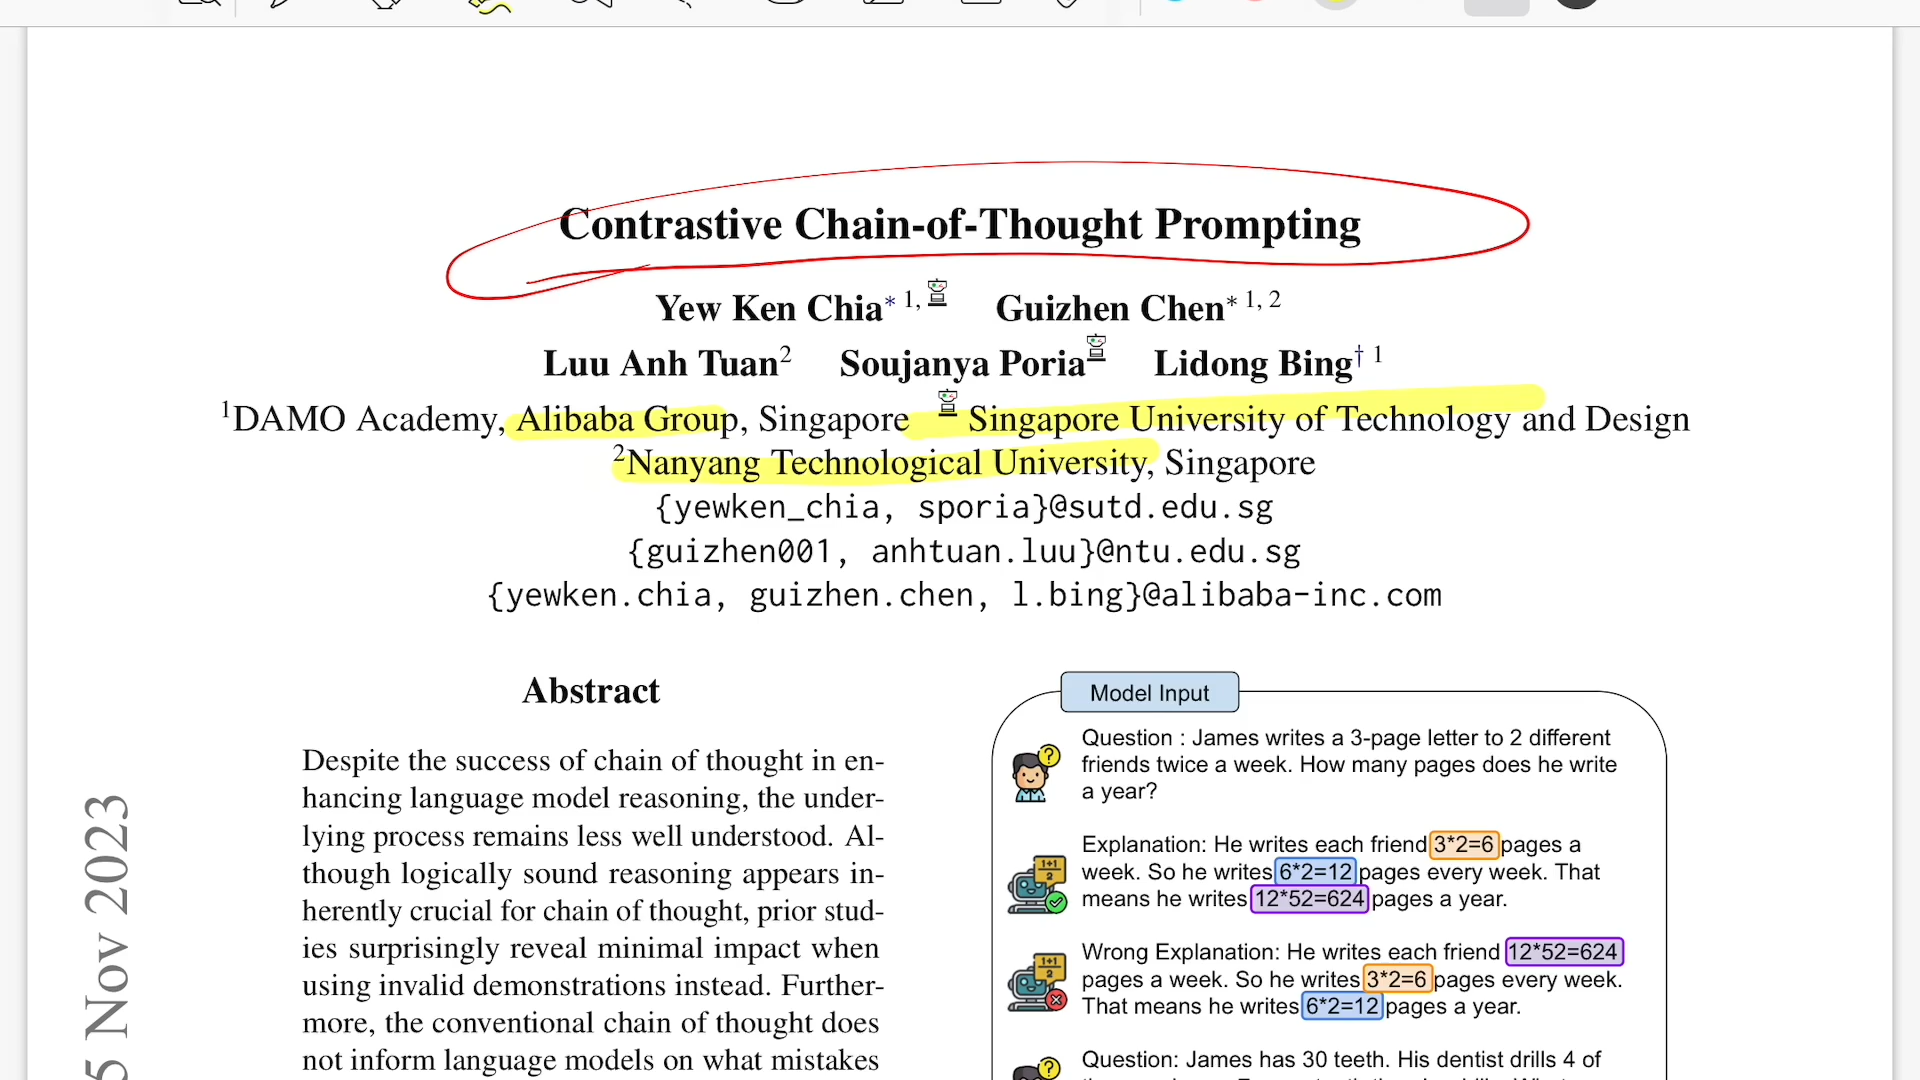 Contrastive Chain-of-Thought Prompting
Yew Ken Chia* 1, Guizhen Chen* 1, 2
Luu Anh Tuan2 Soujanya Poria Lidong Bing† 1
1DAMO Academy, Alibaba Group, Singapore Singapore University of Technology and Design
2Nanyang Technological University, Singapore
{yewken_chia, sporia}@sutd.edu.sg
{guizhen001, anhtuan.luu}@ntu.edu.sg
{yewken.chia, guizhen.chen, l.bing}@alibaba-inc.com
Abstract
Despite the success of chain of thought in en-
hancing language model reasoning, the under-
lying process remains less well understood. Al-
though logically sound reasoning appears in-
herently crucial for chain of thought, prior stud-
ies surprisingly reveal minimal impact when
using invalid demonstrations instead. Further-
more, the conventional chain of thought does
not inform language models on what mistakes
Model Input
Question : James writes a 3-page letter to 2 different
friends twice a week. How many pages does he write
a year?
Explanation: He writes each friend 3*2=6 pages a
week. So he writes 6*2=12 pages every week. That
means he writes 12*52=624 pages a year.
Wrong Explanation: He writes each friend 12*52=624
pages a week. So he writes 3*2=6 pages every week.
That means he writes 6*2=12 pages a year.
Question: James has 30 teeth. His dentist drills 4 of
5 Nov 2023